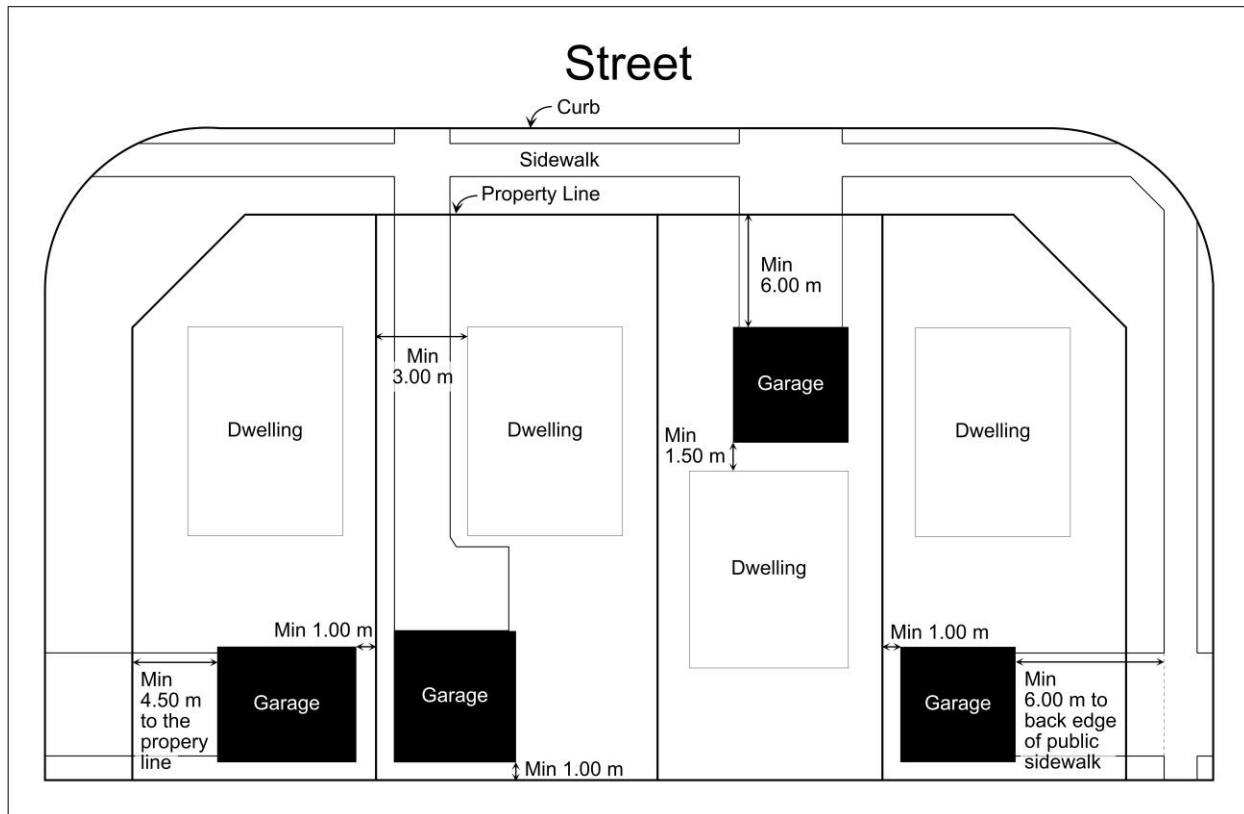 Street
Curb
Sidewalk
Property Line
Min
6.00 m
Min
3.00 m
Garage
Dwelling
Dwelling
Min
1.50 m
Dwelling
Dwelling
Min 1.00 m
Min 1.00 m
Min
4.50 m
to the
propery
line
Garage
Garage
Garage
Min
6.00 m to
back edge
of public
sidewalk
Min 1.00 m